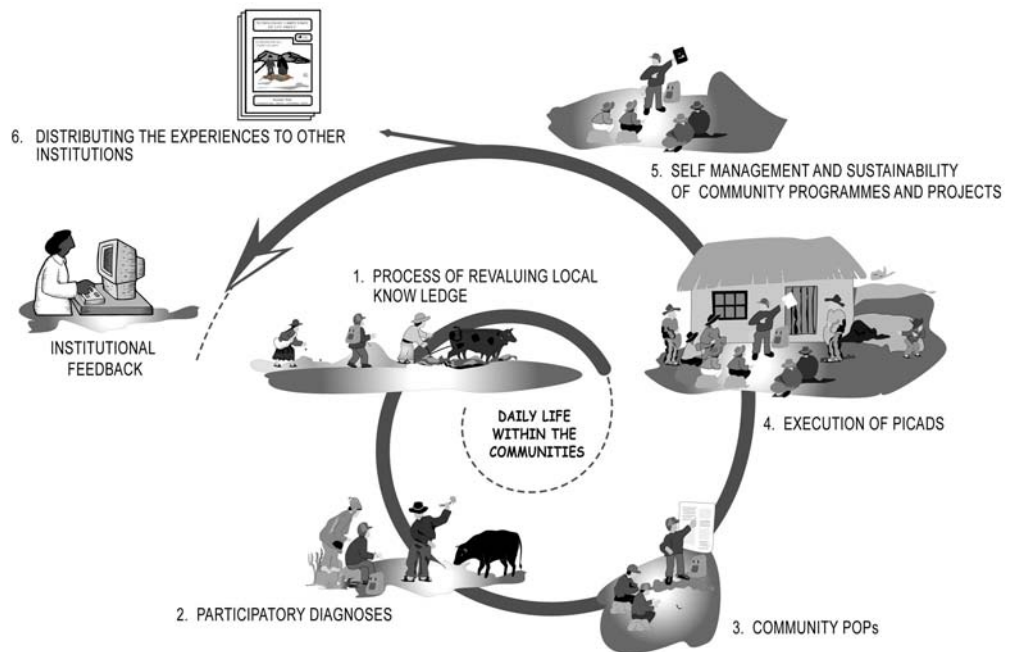 6. DISTRIBUTING THE EXPERIENCES TO OTHER
INSTITUTIONS
5. SELF MANAGEMENT AND SUSTAINABILITY
OF COMMUNITY PROGRAMMES AND PROJECTS
1. PROCESS OF REVALUING LOCAL
KNOW LEDGE
INSTITUTIONAL
FEEDBACK
DAILY LIFE
WITHIN THE
COMMUNITIES
4. EXECUTION OF PICADS
2. PARTICIPATORY DIAGNOSES
3. COMMUNITY POPs